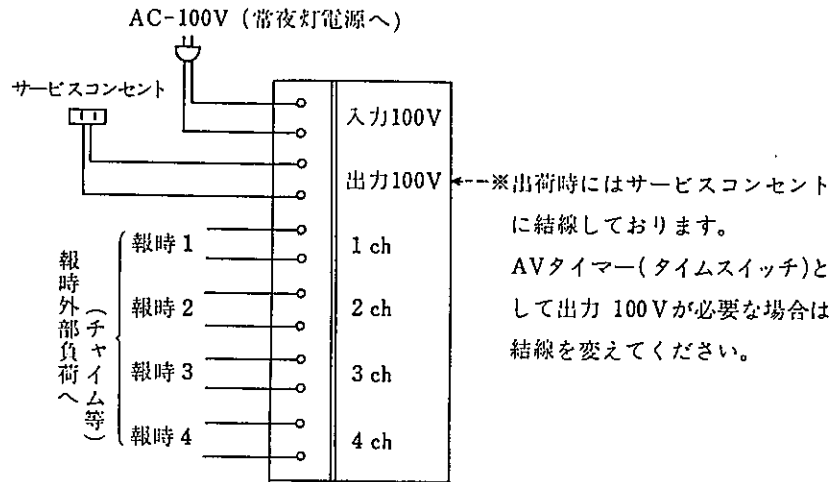 AC-100V (常夜灯電源へ)
サービスコンセント
入力100V
出力100V
※出荷時にはサービスコンセント
に結線しております。
AVタイマー(タイムスイッチ)と
して出力 100Vが必要な場合は
結線を変えてください。
報時外部負荷へ
(チャイム等)
報時1
1 ch
報時2
2 ch
報時3
3 ch
報時4
4 ch